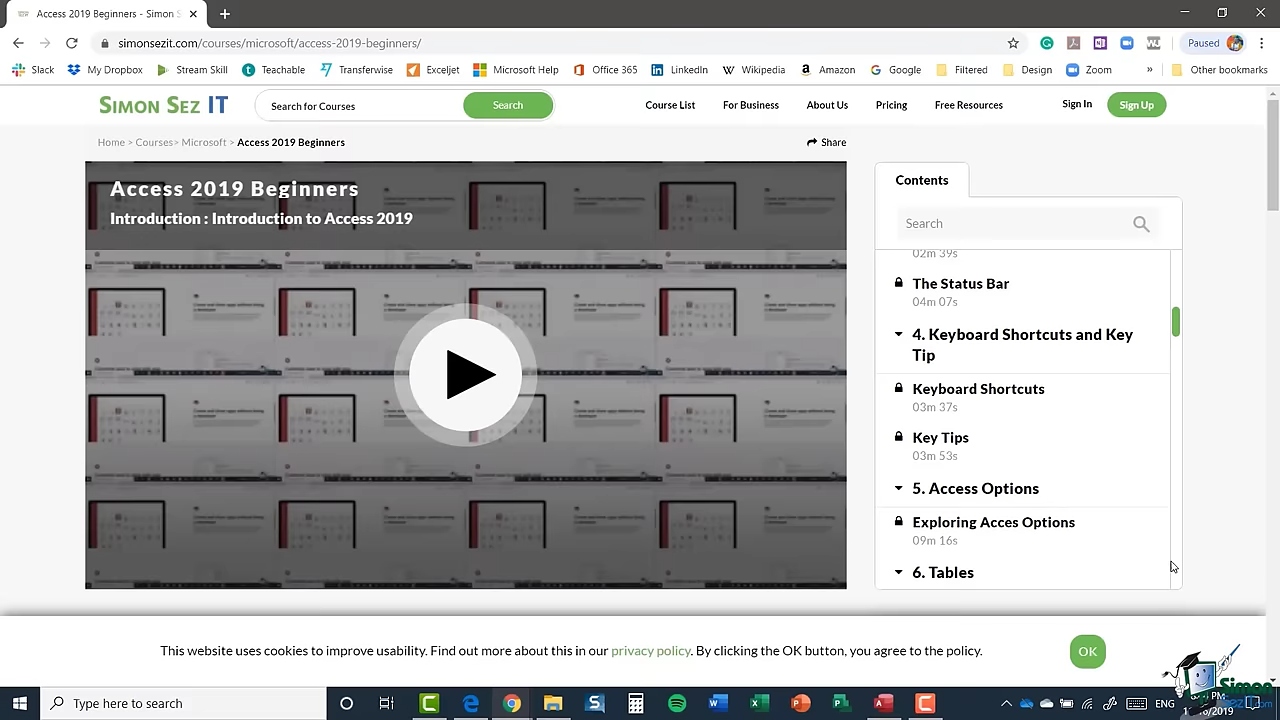 Access 2019 Beginners - Simon S
simonsezit.com/courses/microsoft/access-2019-beginners/
Paused
Slack
My Dropbox
Stream Skill
Teachable
Transferwise
Exceljet
Microsoft Help
Office 365
LinkedIn
Wikipedia
Amazon
Google
Filtered
Design
Zoom
»
Other bookmarks
SIMON SEZ IT
Search for Courses
Search
Course List
For Business
About Us
Pricing
Free Resources
Sign In
Sign Up
Home > Courses> Microsoft > Access 2019 Beginners
Share
Access 2019 Beginners
Introduction : Introduction to Access 2019
Contents
Search
02m 39s
The Status Bar
04m 07s
4. Keyboard Shortcuts and Key
Tip
Keyboard Shortcuts
03m 37s
Key Tips
03m 53s
5. Access Options
Exploring Acces Options
09m 16s
6. Tables
This website uses cookies to improve usability. Find out more about this in our privacy policy. By clicking the OK button, you agree to the policy.
OK
Type here to search
ENG
Simon